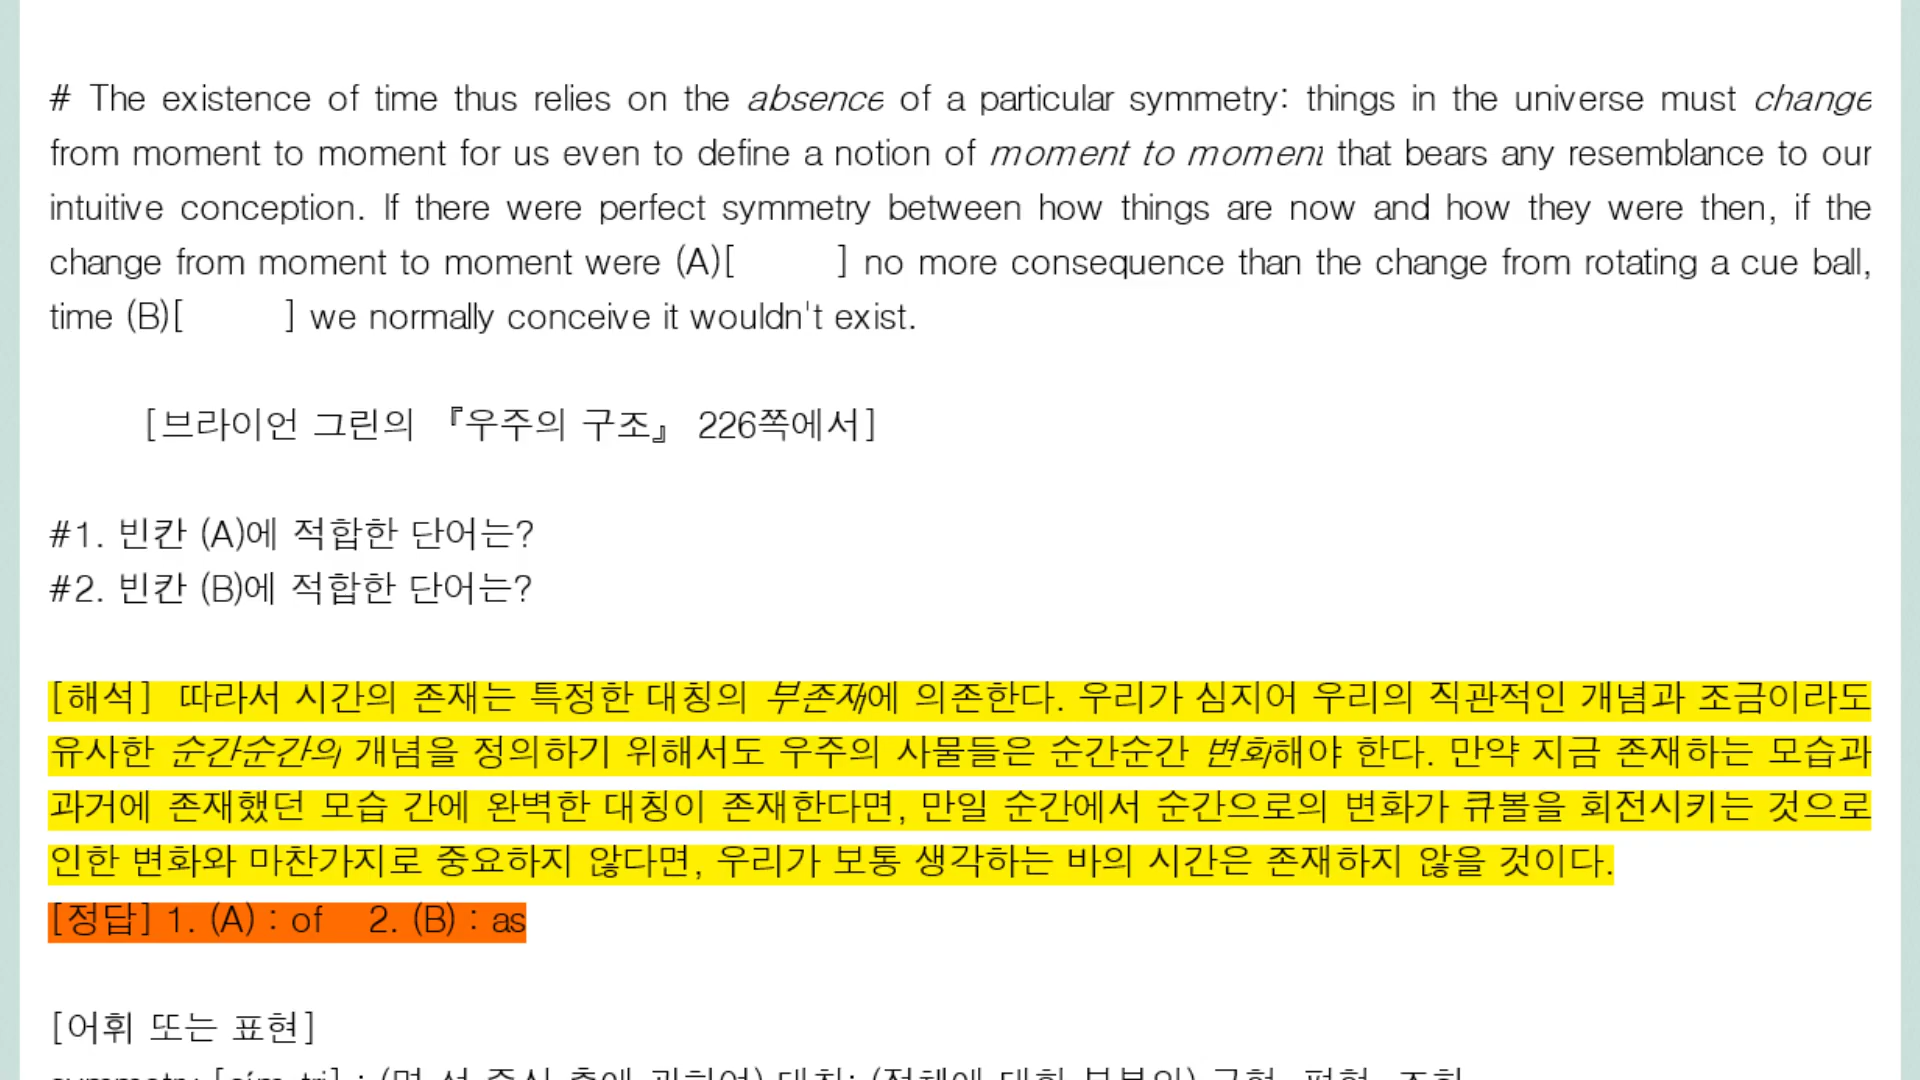 # The existence of time thus relies on the absence of a particular symmetry: things in the universe must change
from moment to moment for us even to define a notion of moment to moment that bears any resemblance to our
intuitive conception. If there were perfect symmetry between how things are now and how they were then, if the
change from moment to moment were (A)[ ] no more consequence than the change from rotating a cue ball,
time (B)[ ] we normally conceive it wouldn't exist.
[브라이언 그린의 『우주의 구조』 226쪽에서]
#1. 빈칸 (A)에 적합한 단어는?
#2. 빈칸 (B)에 적합한 단어는?
[해석] 따라서 시간의 존재는 특정한 대칭의 부존재에 의존한다. 우리가 심지어 우리의 직관적인 개념과 조금이라도
유사한 순간순간의 개념을 정의하기 위해서도 우주의 사물들은 순간순간 변화해야 한다. 만약 지금 존재하는 모습과
과거에 존재했던 모습 간에 완벽한 대칭이 존재한다면, 만일 순간에서 순간으로의 변화가 큐볼을 회전시키는 것으로
인한 변화와 마찬가지로 중요하지 않다면, 우리가 보통 생각하는 바의 시간은 존재하지 않을 것이다.
[정답] 1. (A) : of 2. (B) : as
[어휘 또는 표현]